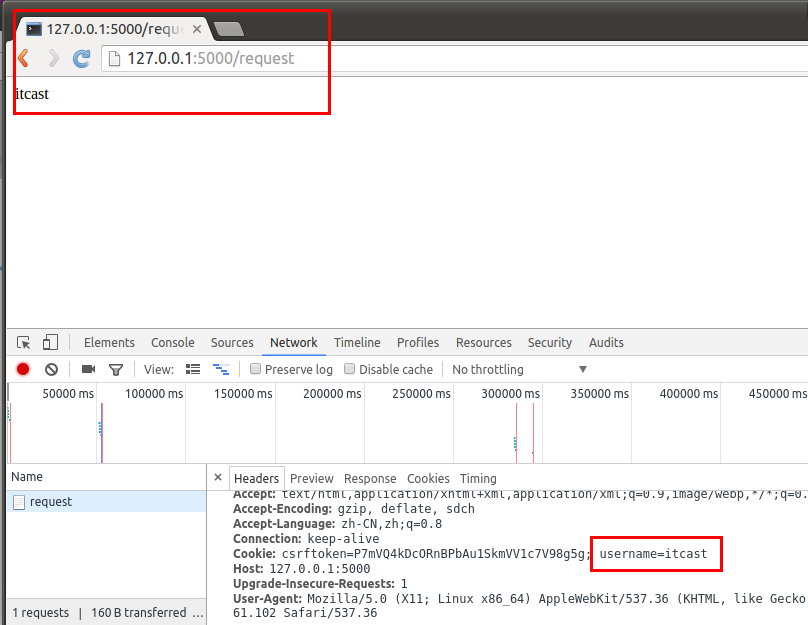 127.0.0.1:5000/reque
127.0.0.1:5000/request
itcast
Elements Console Sources Network Timeline Profiles Resources Security Audits
View: Preserve log Disable cache No throttling
50000 ms 100000 ms 150000 ms 200000 ms 250000 ms 300000 ms 350000 ms 400000 ms 450000 ms
Name
request
1 requests | 160 B transferred ...
× Headers Preview Response Cookies Timing
Accept: text/html,application/xhtml+xml,application/xml;q=0.9,image/webp,*/*;q=0.
Accept-Encoding: gzip, deflate, sdch
Accept-Language: zh-CN,zh;q=0.8
Connection: keep-alive
Cookie: csrftoken=P7mVQ4kDcORnBPbAu1SkmVV1c7V98g5g; username=itcast
Host: 127.0.0.1:5000
Upgrade-Insecure-Requests: 1
User-Agent: Mozilla/5.0 (X11; Linux x86_64) AppleWebKit/537.36 (KHTML, like Gecko
61.102 Safari/537.36